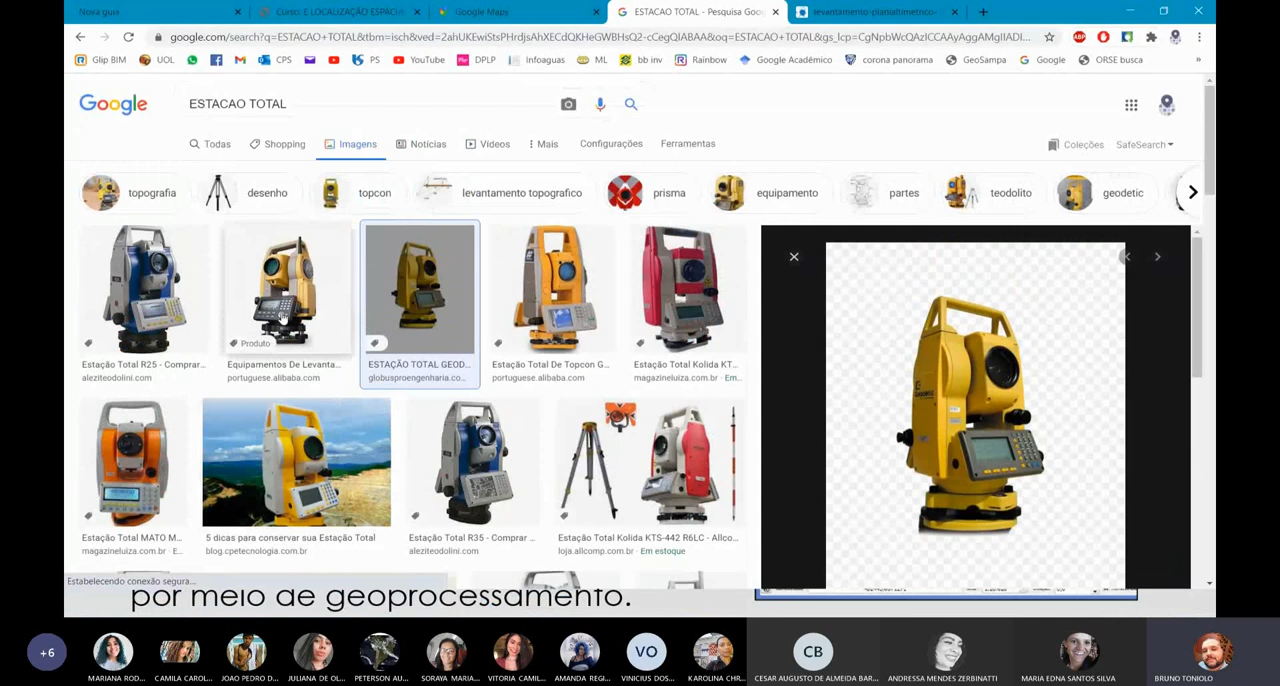 Nova guia
Curso: E LOCALIZAÇÃO ESPÁCI
Google Maps
ESTACAO TOTAL - Pesquisa Goo
levantamento-planialtimetrico-
google.com/search?q=ESTACAO+TOTAL&tbm=isch&ved=2ahUKEwiStsPHrdjsAhXECdQKHeGWBHsQ2-cCegQIABAA&oq=ESTACAO+TOTAL&gs_lcp=CgNpbWcQAzICCAAyAggAMgIIADI...
Glip BIM
UOL
CPS
PS
YouTube
DPLP
Infoaguas
ML
bb inv
Rainbow
Google Acadêmico
corona panorama
GeoSampa
Google
ORSE busca
Google
ESTACAO TOTAL
Todas
Shopping
Imagens
Notícias
Vídeos
Mais
Configurações
Ferramentas
Coleções
SafeSearch
topografia
desenho
topcon
levantamento topografico
prisma
equipamento
partes
teodolito
geodetic
Produto
Estação Total R25 - Comprar...
aleziteodolini.com
Equipamentos De Levanta...
portuguese.alibaba.com
ESTAÇÃO TOTAL GEOD...
globusproengenharia.co...
Estação Total De Topcon G...
portuguese.alibaba.com
Estação Total Kolida KT...
magazineluiza.com.br · Em...
Estação Total MATO M...
magazineluiza.com.br · E...
5 dicas para conservar sua Estação Total
blog.cpetecnologia.com.br
Estação Total R35 - Comprar ...
aleziteodolini.com
Estação Total Kolida KTS-442 R6LC - Allco...
loja.allcomp.com.br · Em estoque
Estabelecendo conexão segura...
por meio de geoprocessamento.
+6
VO
CB
MARIANA ROD...
CAMILA CAROL...
JOAO PEDRO D...
JULIANA DE OL...
PETERSON AU...
SORAYA MARIA...
VITORIA CAMIL...
AMANDA REGI...
VINICIUS DOS...
KAROLINA CHR...
CESAR AUGUSTO DE ALMEIDA BAR...
ANDRESSA MENDES ZERBINATTI
MARIA EDNA SANTOS SILVA
BRUNO TONIOLO